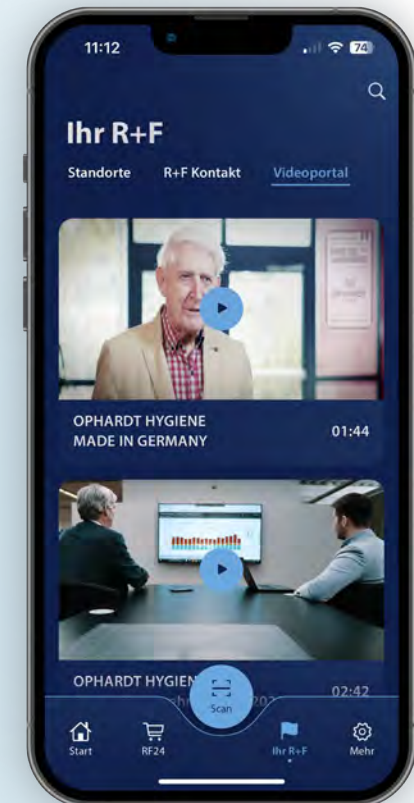 11:12
74
Ihr R+F
Standorte R+F Kontakt Videoportal
OPHARDT HYGIENE
MADE IN GERMANY
01:44
OPHARDT HYGIEN
02:42
Scan
Start
RF24
Ihr R+F
Mehr